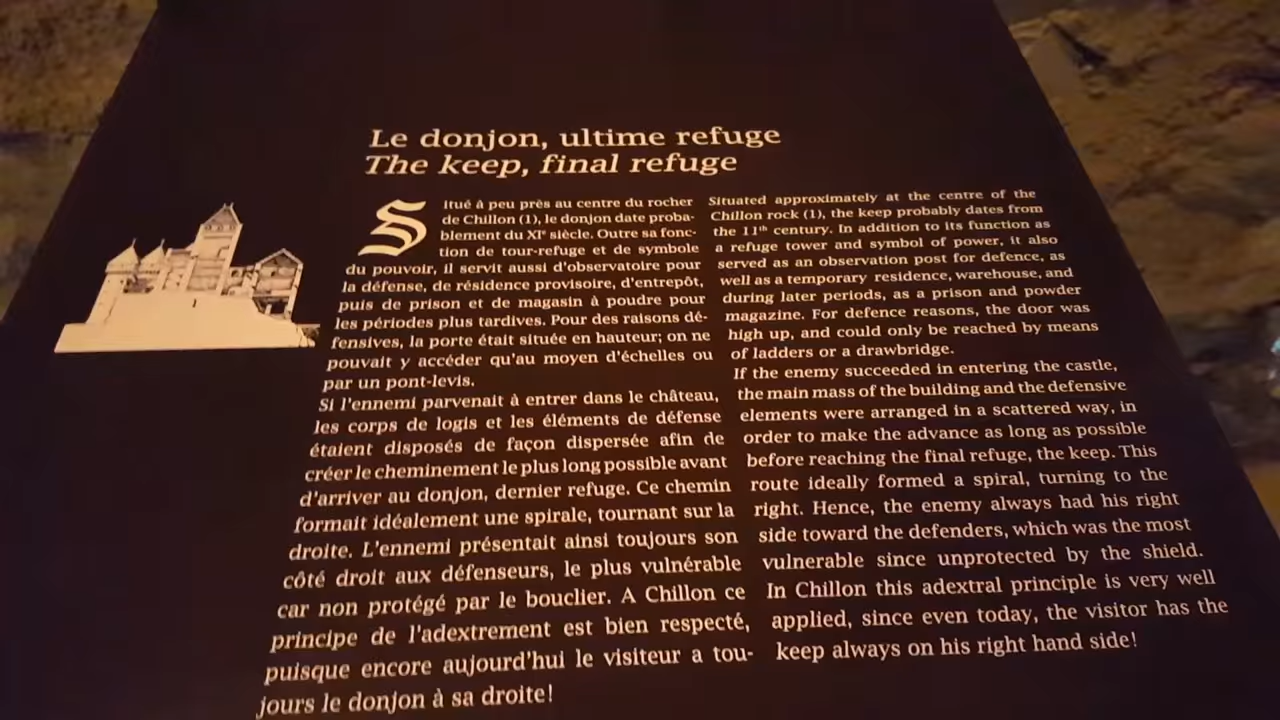 Le donjon, ultime refuge
The keep, final refuge
Situé à peu près au centre du rocher
de Chillon (1), le donjon date proba-
blement du XIe siècle. Outre sa fonc-
tion de tour-refuge et de symbole
du pouvoir, il servit aussi d'observatoire pour
la défense, de résidence provisoire, d'entrepôt,
puis de prison et de magasin à poudre pour
les périodes plus tardives. Pour des raisons dé-
fensives, la porte était située en hauteur; on ne
pouvait y accéder qu'au moyen d'échelles ou
par un pont-levis.
Si l'ennemi parvenait à entrer dans le château,
les corps de logis et les éléments de défense
étaient disposés de façon dispersée afin de
créer le cheminement le plus long possible avant
d'arriver au donjon, dernier refuge. Ce chemin
formait idéalement une spirale, tournant sur la
droite. L'ennemi présentait ainsi toujours son
côté droit aux défenseurs, le plus vulnérable
car non protégé par le bouclier. A Chillon ce
principe de l'adextrement est bien respecté,
puisque encore aujourd'hui le visiteur a tou-
jours le donjon à sa droite!
Situated approximately at the centre of the
Chillon rock (1), the keep probably dates from
the 11th century. In addition to its function as
a refuge tower and symbol of power, it also
served as an observation post for defence, as
well as a temporary residence, warehouse, and
during later periods, as a prison and powder
magazine. For defence reasons, the door was
high up, and could only be reached by means
of ladders or a drawbridge.
If the enemy succeeded in entering the castle,
the main mass of the building and the defensive
elements were arranged in a scattered way, in
order to make the advance as long as possible
before reaching the final refuge, the keep. This
route ideally formed a spiral, turning to the
right. Hence, the enemy always had his right
side toward the defenders, which was the most
vulnerable since unprotected by the shield.
In Chillon this adextral principle is very well
applied, since even today, the visitor has the
keep always on his right hand side!